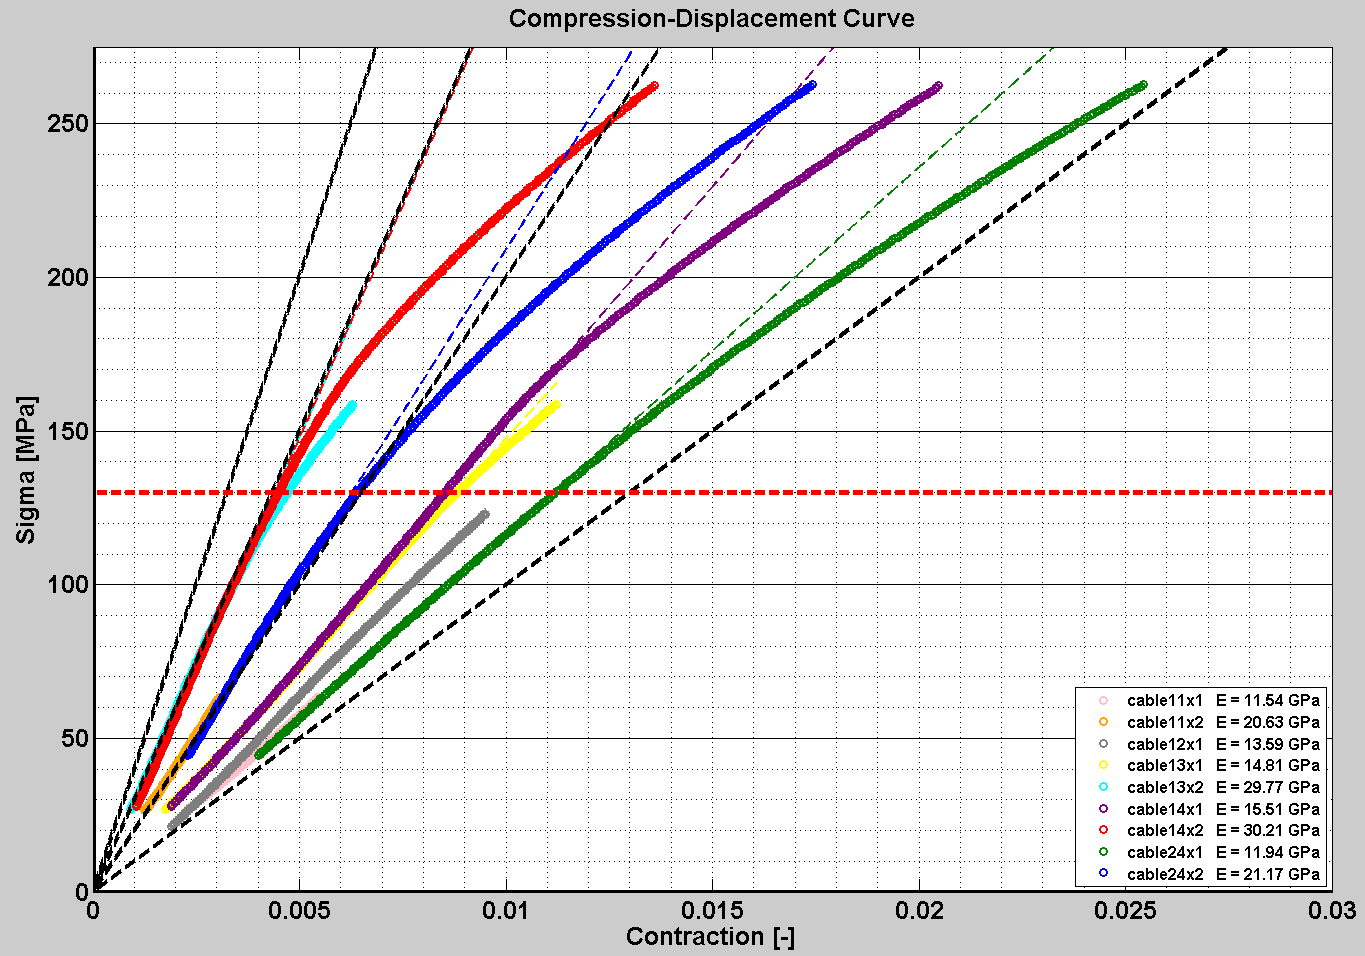 Compression-Displacement Curve
Sigma [MPa]
250
200
150
100
50
0
0 0.005 0.01 0.015 0.02 0.025 0.03
Contraction [-]
cable11x1 E = 11.54 GPa
cable11x2 E = 20.63 GPa
cable12x1 E = 13.59 GPa
cable13x1 E = 14.81 GPa
cable13x2 E = 29.77 GPa
cable14x1 E = 15.51 GPa
cable14x2 E = 30.21 GPa
cable24x1 E = 11.94 GPa
cable24x2 E = 21.17 GPa